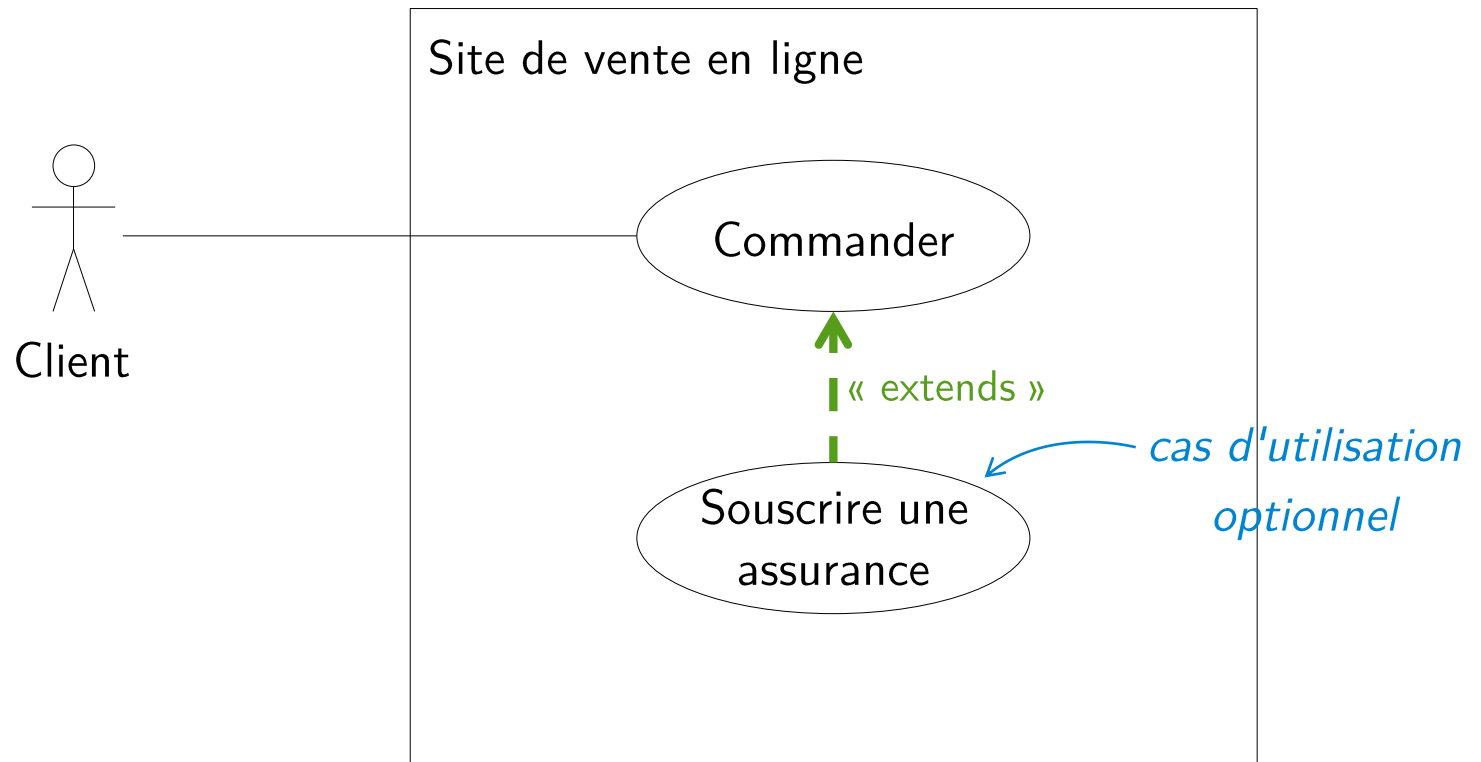 Site de vente en ligne
Commander
Client
« extends »
cas d'utilisation
optionnel
Souscrire une
assurance